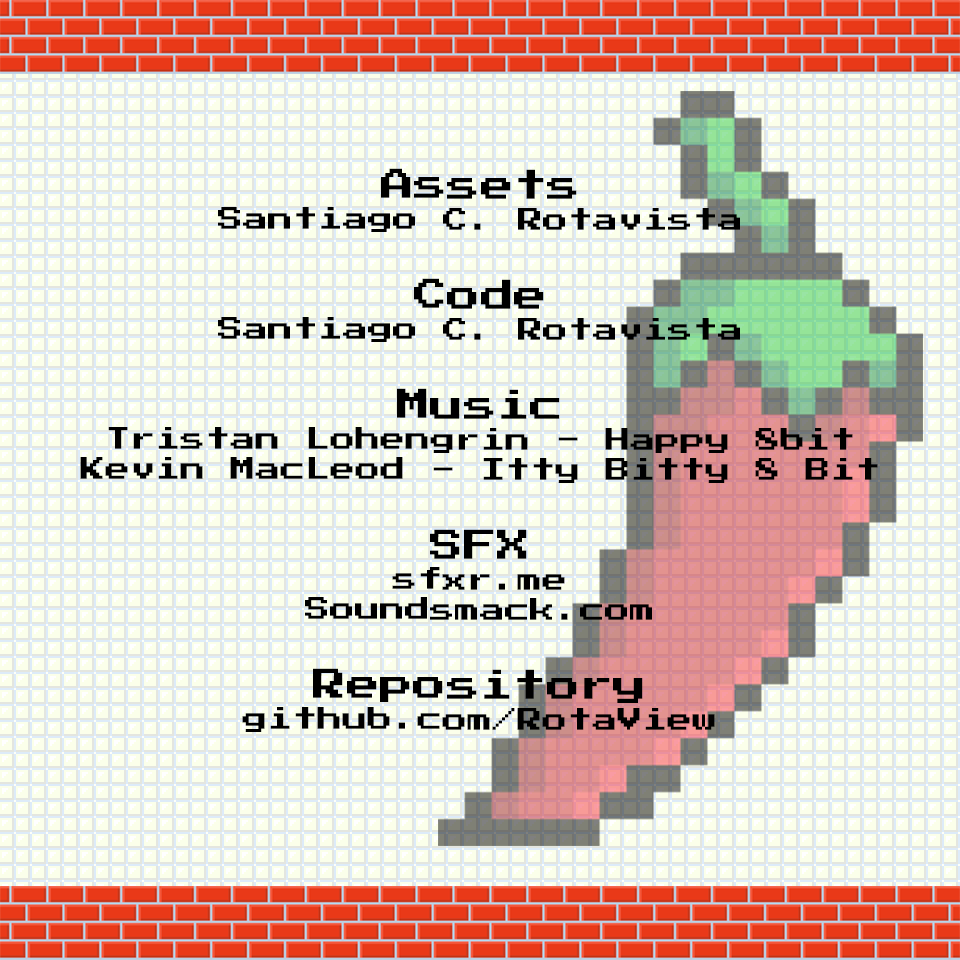 Assets
Santiago C. Rotavista
Code
Santiago C. Rotavista
Music
Tristan Lohengrin - Happy 8bit
Kevin MacLeod - Itty Bitty 8 Bit
SFX
sfxr.me
Soundsmack.com
Repository
github.com/RotaView